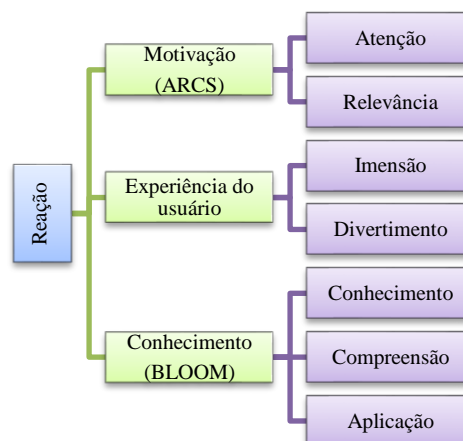 Reação
Motivação
(ARCS)
Atenção
Relevância
Experiência do
usuário
Imensão
Divertimento
Conhecimento
(BLOOM)
Conhecimento
Compreensão
Aplicação